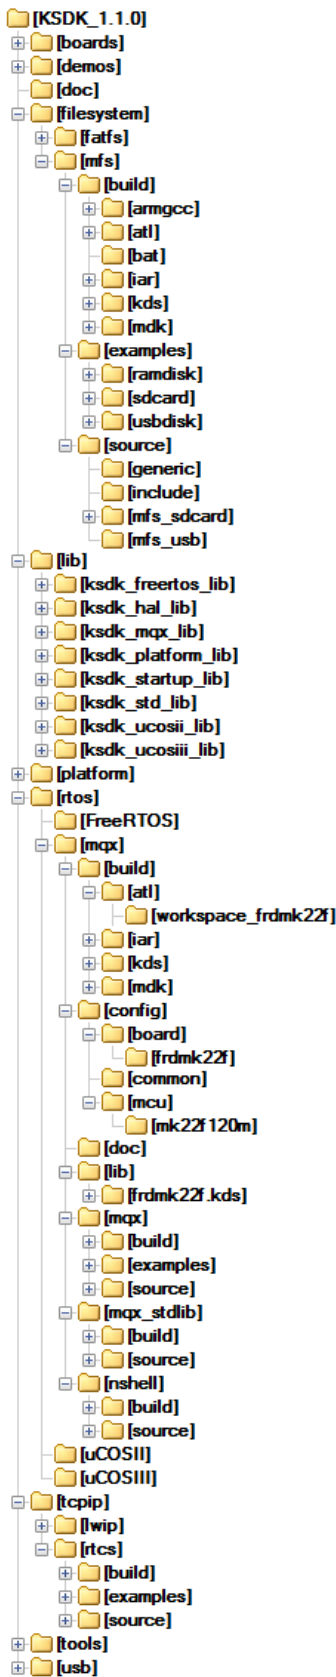 [KSDK_1.1.0]
[boards]
[demos]
[doc]
[filesystem]
[fatfs]
[mfs]
[build]
[armgcc]
[atl]
[bat]
[iar]
[kds]
[mdk]
[examples]
[ramdisk]
[sdcard]
[usbdisk]
[source]
[generic]
[include]
[mfs_sdcard]
[mfs_usb]
[lib]
[ksdk_freertos_lib]
[ksdk_hal_lib]
[ksdk_mqx_lib]
[ksdk_platform_lib]
[ksdk_startup_lib]
[ksdk_std_lib]
[ksdk_ucosii_lib]
[ksdk_ucosiii_lib]
[platform]
[rtos]
[FreeRTOS]
[mqx]
[build]
[atl]
[workspace_frdmk22f]
[iar]
[kds]
[mdk]
[config]
[board]
[frdmk22f]
[common]
[mcu]
[mk22f120m]
[doc]
[lib]
[frdmk22f.kds]
[mqx]
[build]
[examples]
[source]
[mqx_stdlib]
[build]
[source]
[nshell]
[build]
[source]
[uCOSII]
[uCOSIII]
[tcpip]
[lwip]
[rtcs]
[build]
[examples]
[source]
[tools]
[usb]